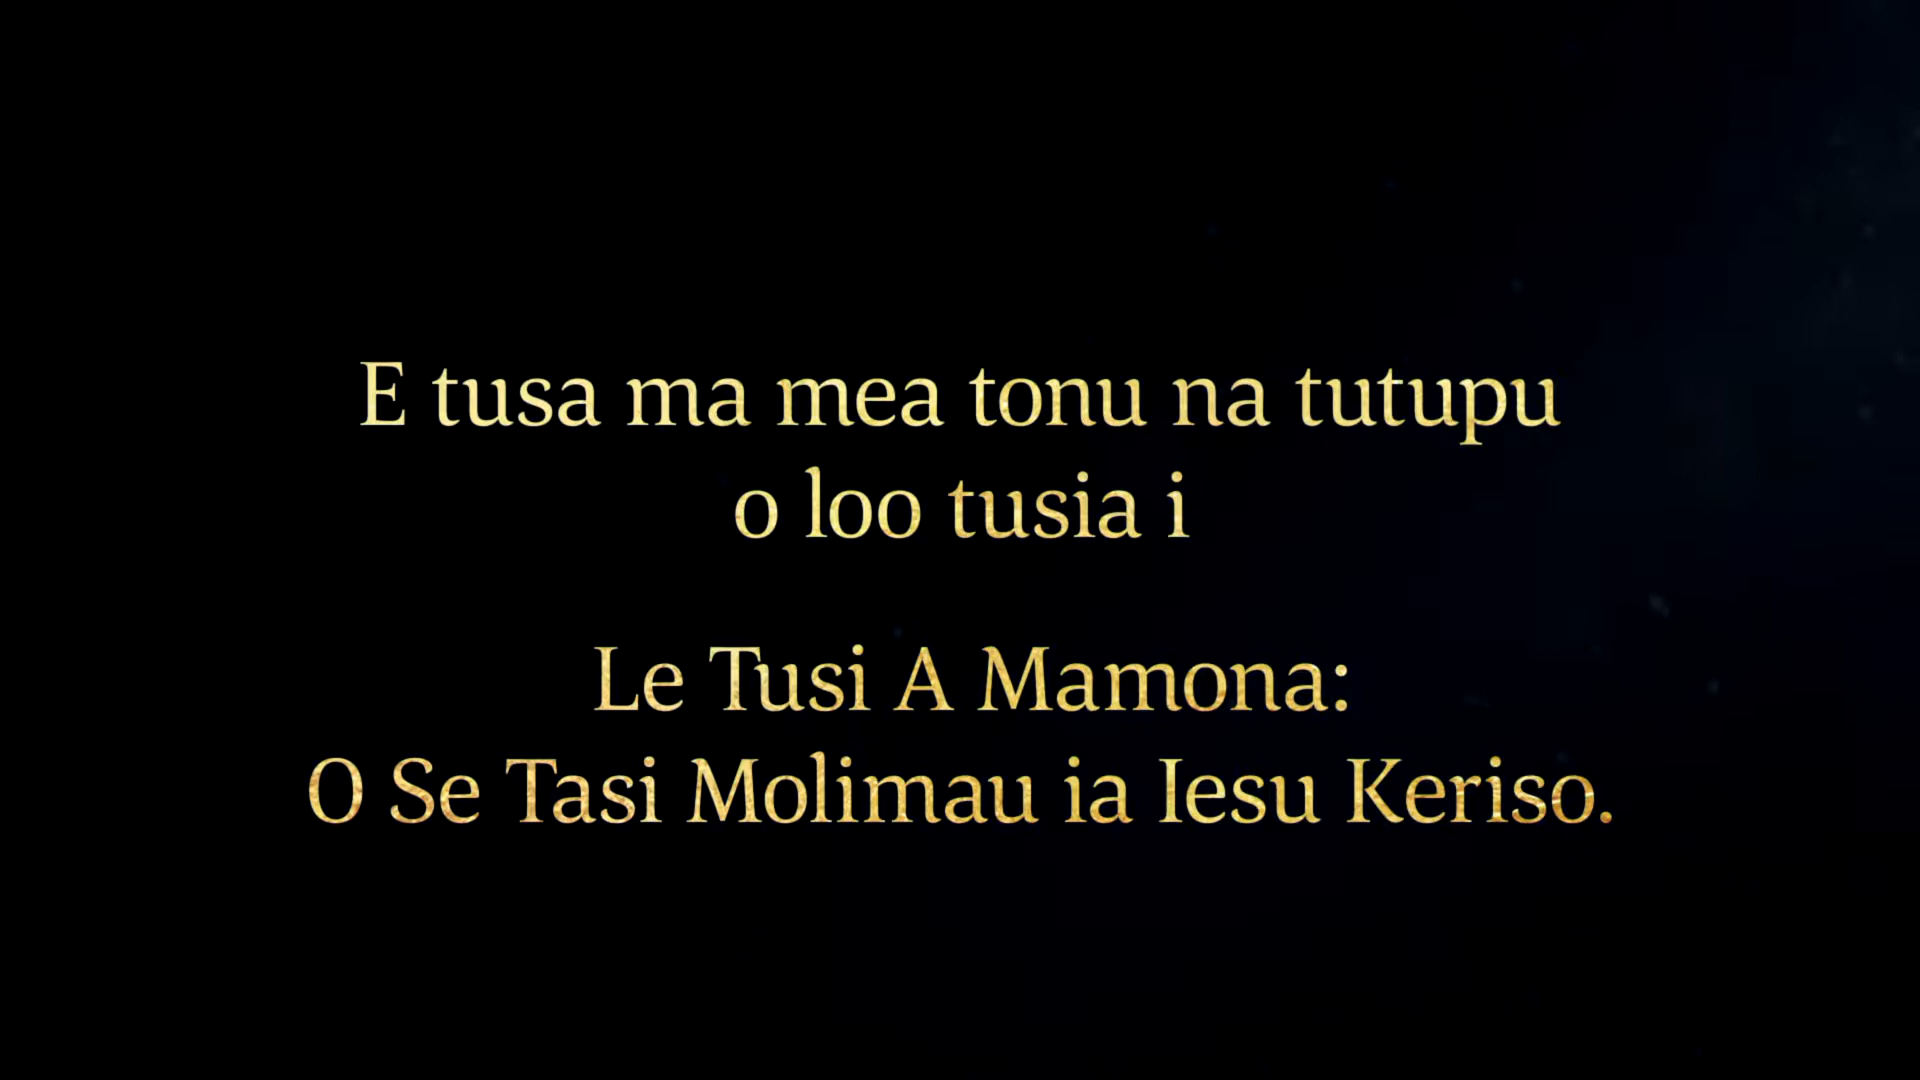 E tusa ma mea tonu na tutupu
o loo tusia i
Le Tusi A Mamona:
O Se Tasi Molimau ia Iesu Keriso.